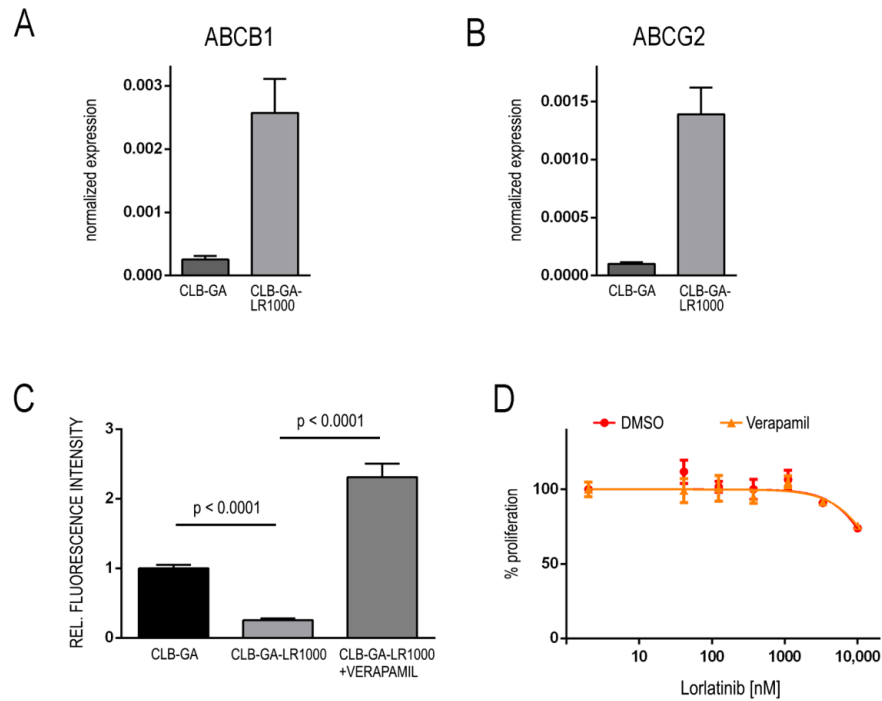 A
ABCB1
normalized expression
0.003
0.002
0.001
0.000
CLB-GA
CLB-GA-
LR1000
B
ABCG2
normalized expression
0.0015
0.0010
0.0005
0.0000
CLB-GA
CLB-GA-
LR1000
C
REL. FLUORESCENCE INTENSITY
3
2
1
0
p < 0.0001
p < 0.0001
CLB-GA
CLB-GA-LR1000
CLB-GA-LR1000
+VERAPAMIL
D
DMSO
Verapamil
% proliferation
100
50
0
10
100
1000
10,000
Lorlatinib [nM]